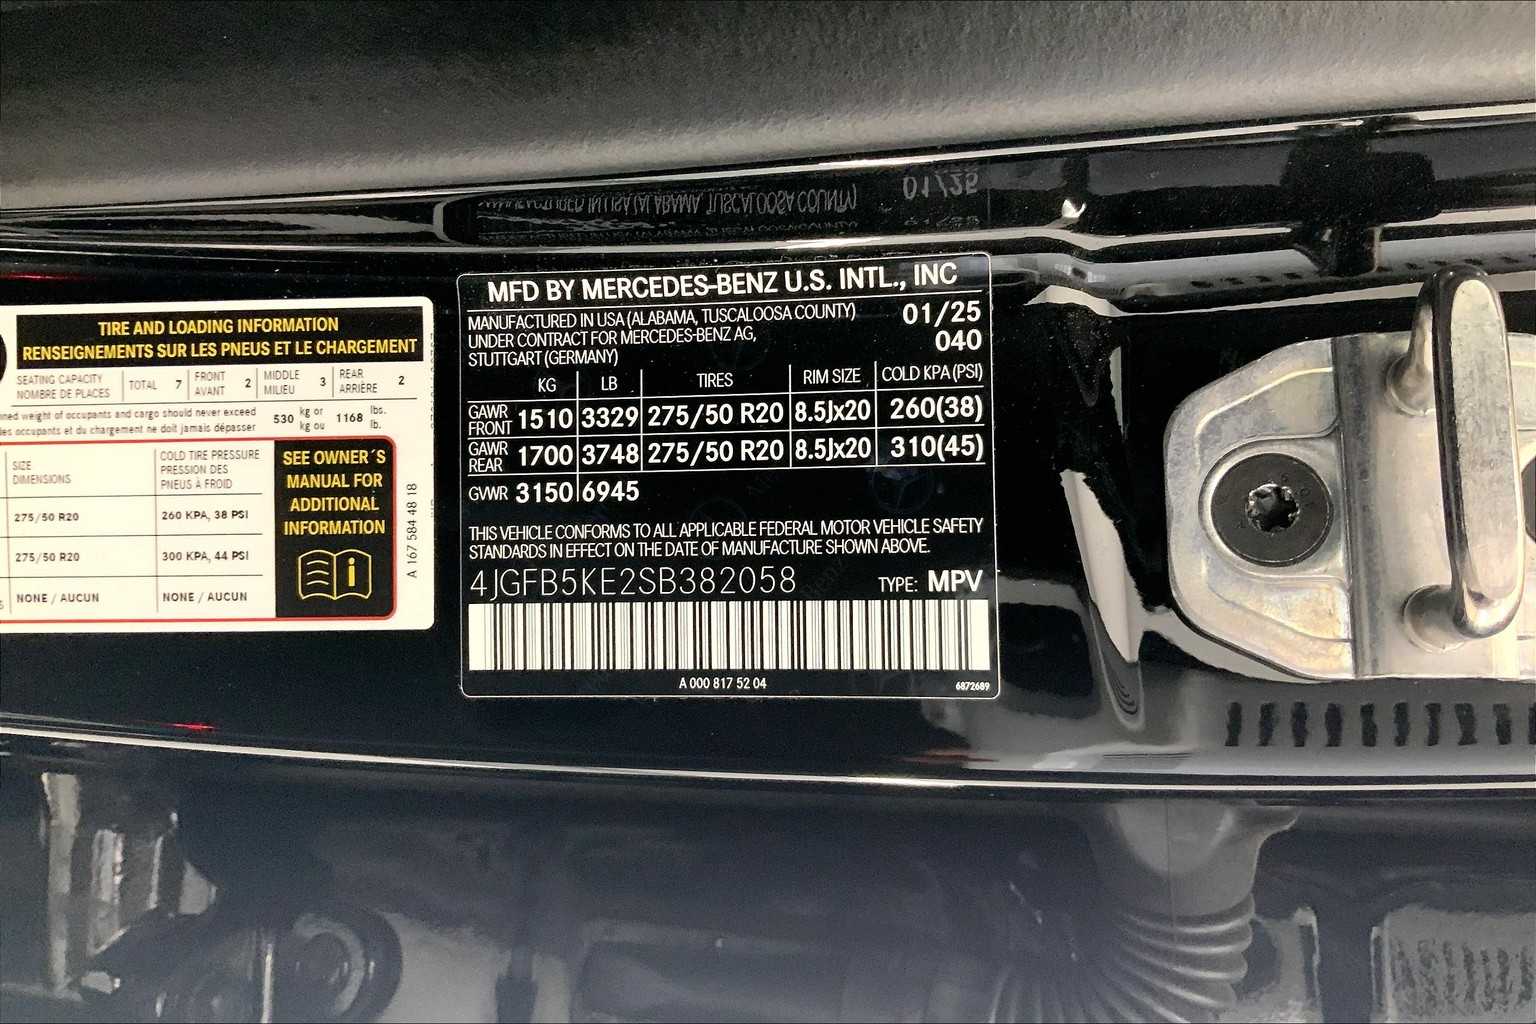 TIRE AND LOADING INFORMATION
RENSEIGNEMENTS SUR LES PNEUS ET LE CHARGEMENT
SEATING CAPACITY
NOMBRE DE PLACES
TOTAL 7
FRONT
AVANT 2
MIDDLE
MILIEU 3
REAR
ARRIÈRE 2
weight of occupants and cargo should never exceed
occupants et du chargement ne doit jamais dépasser
530 kg or
kg ou
1168 lbs.
lb.
SIZE
DIMENSIONS
COLD TIRE PRESSURE
PRESSION DES
PNEUS À FROID
275/50 R20 260 KPA, 38 PSI
275/50 R20 300 KPA, 44 PSI
NONE / AUCUN NONE / AUCUN
SEE OWNER´S
MANUAL FOR
ADDITIONAL
INFORMATION
i
A 167 584 48 18
MFD BY MERCEDES-BENZ U.S. INTL., INC
MANUFACTURED IN USA (ALABAMA, TUSCALOOSA COUNTY) 01/25
UNDER CONTRACT FOR MERCEDES-BENZ AG, 040
STUTTGART (GERMANY)
KG LB TIRES RIM SIZE COLD KPA (PSI)
GAWR
FRONT 1510 3329 275/50 R20 8.5Jx20 260(38)
GAWR
REAR 1700 3748 275/50 R20 8.5Jx20 310(45)
GVWR 3150 6945
THIS VEHICLE CONFORMS TO ALL APPLICABLE FEDERAL MOTOR VEHICLE SAFETY
STANDARDS IN EFFECT ON THE DATE OF MANUFACTURE SHOWN ABOVE.
4JGFB5KE2SB382058 TYPE: MPV
A 000 817 52 04 6872689